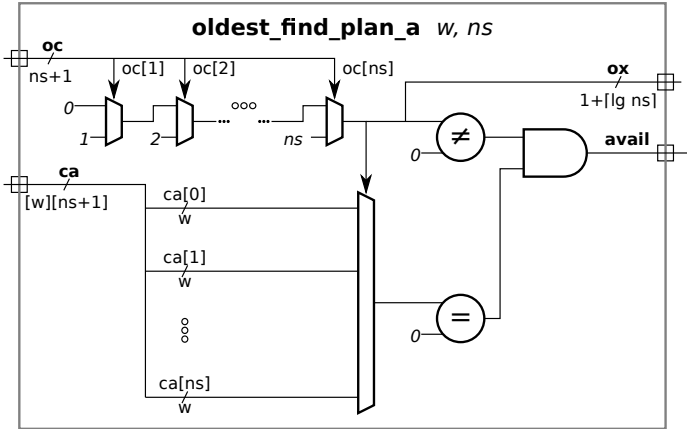 oldest_find_plan_a w, ns
oc
ns+1
oc[1]
oc[2]
oc[ns]
ox
1+⌈lg ns⌉
0
1
2
ns
≠
0
avail
ca
[w][ns+1]
ca[0]
w
ca[1]
w
=
0
ca[ns]
w